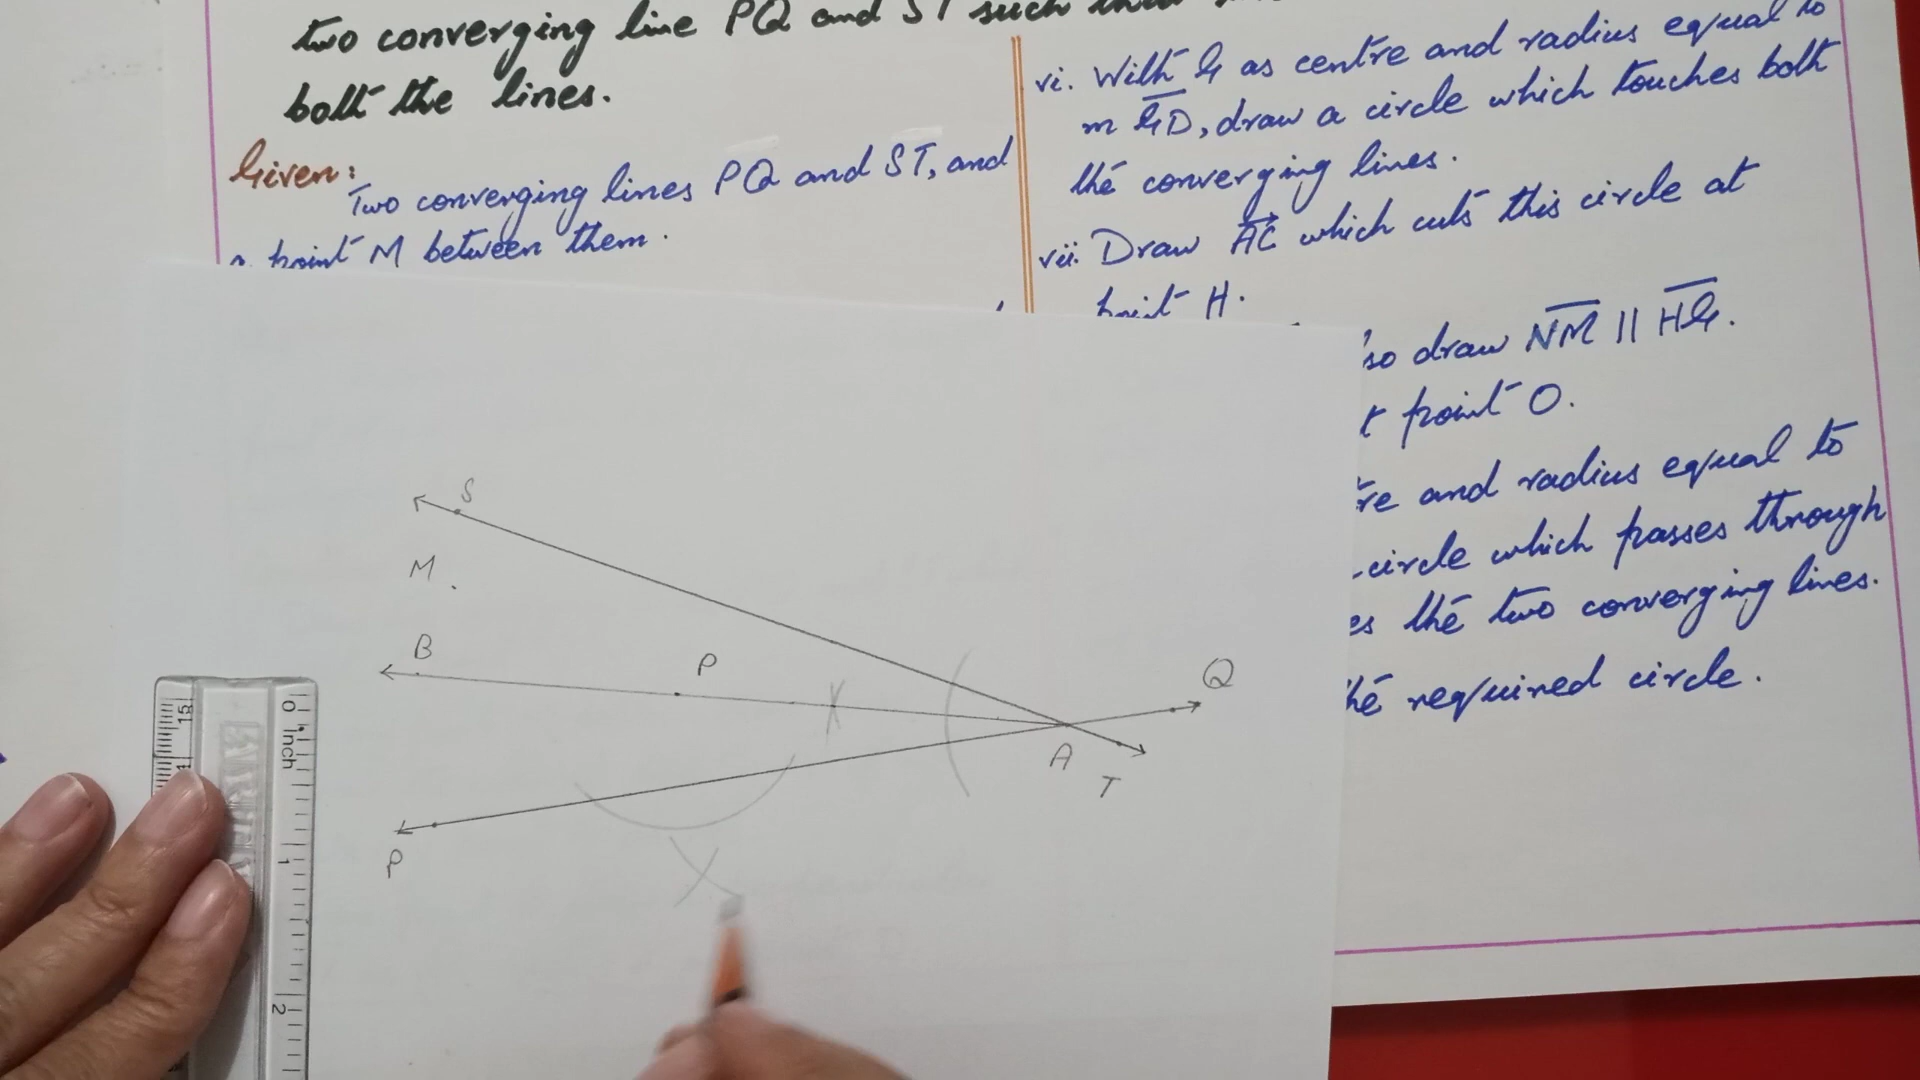 two converging line PQ and ST such
both the lines.
Given:
Two converging lines PQ and ST, and
point M between them.
vi. With G as centre and radius equal to
m GD, draw a circle which touches both
the converging lines.
vii. Draw AC which cuts this circle at
point H.
so draw NM || HG.
t point O.
re and radius equal to
circle which passes through
es the two converging lines.
he required circle.
S
M
B
P
Q
A
T
P
15
0
Inch
1
2